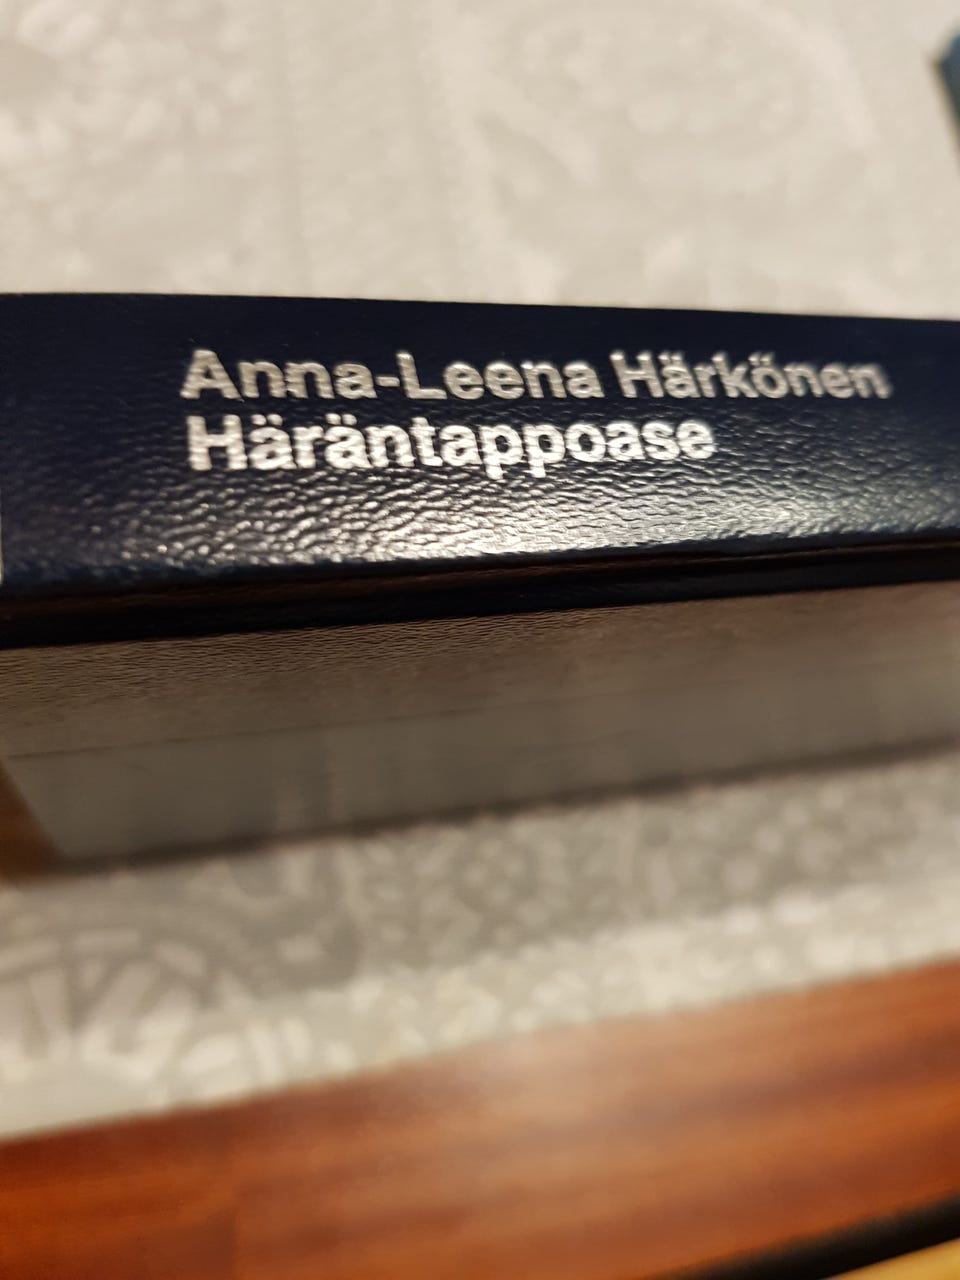 Anna-Leena Härkönen
Häräntappoase